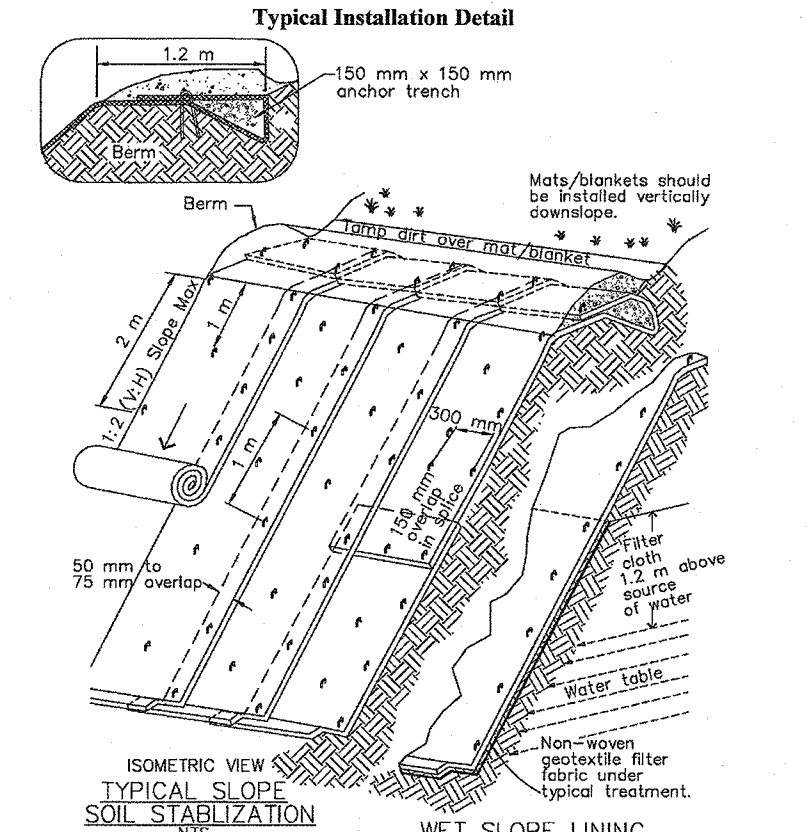 Typical Installation Detail
1.2 m
150 mm x 150 mm
anchor trench
Berm
Mats/blankets should
be installed vertically
downslope.
Berm
Tamp dirt over mat/blanket
2 m
1 m
1:2 (V:H) Slope Max
300 mm
1 m
150 mm
overlap
in splice
50 mm to
75 mm overlap
Filter
cloth
1.2 m above
source
of water
Water table
Non-woven
geotextile filter
fabric under
typical treatment.
ISOMETRIC VIEW
TYPICAL SLOPE
SOIL STABLIZATION
NTS
WET SLOPE LINING